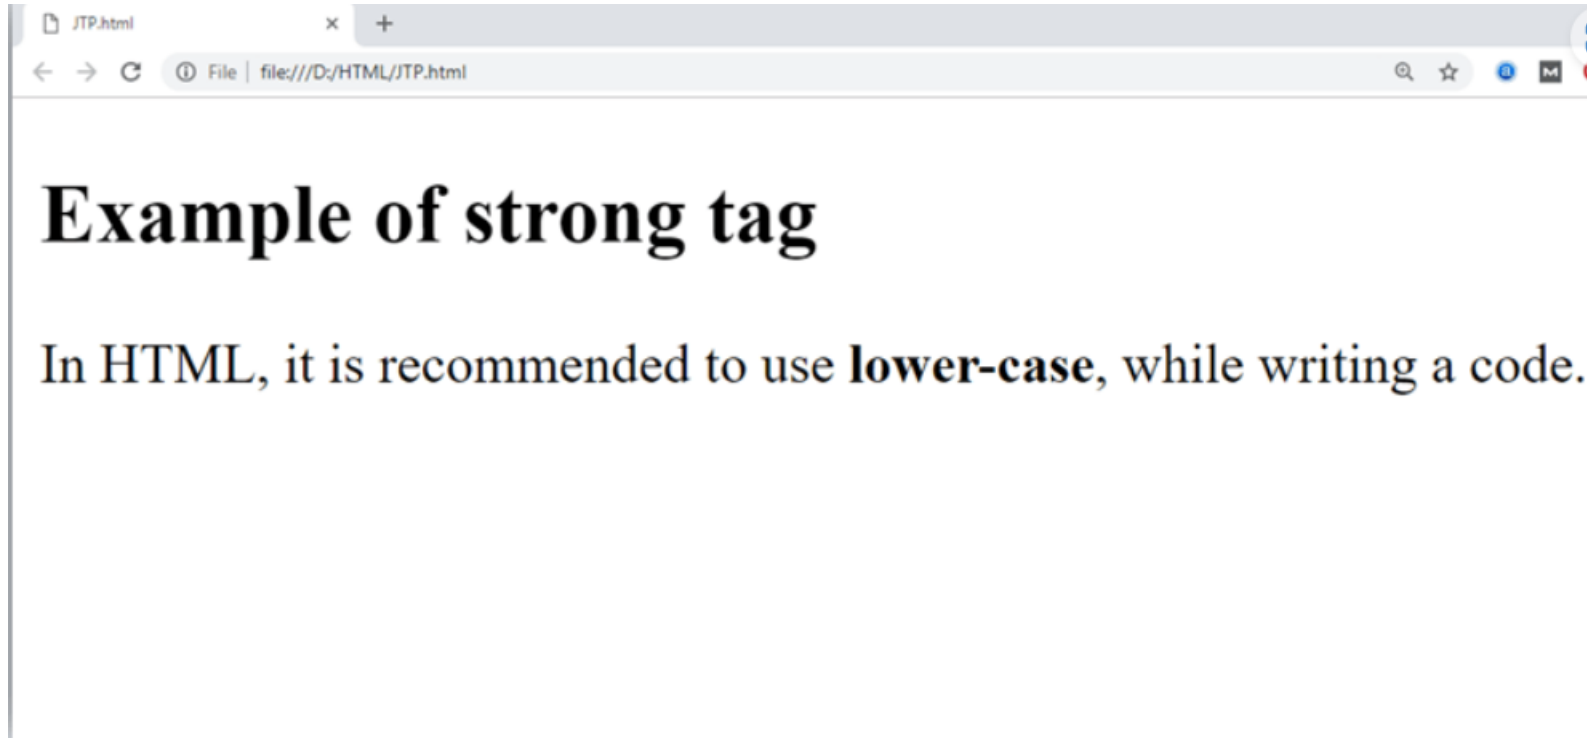 JTP.html
File file:///D:/HTML/JTP.html
Example of strong tag
In HTML, it is recommended to use lower-case, while writing a code.